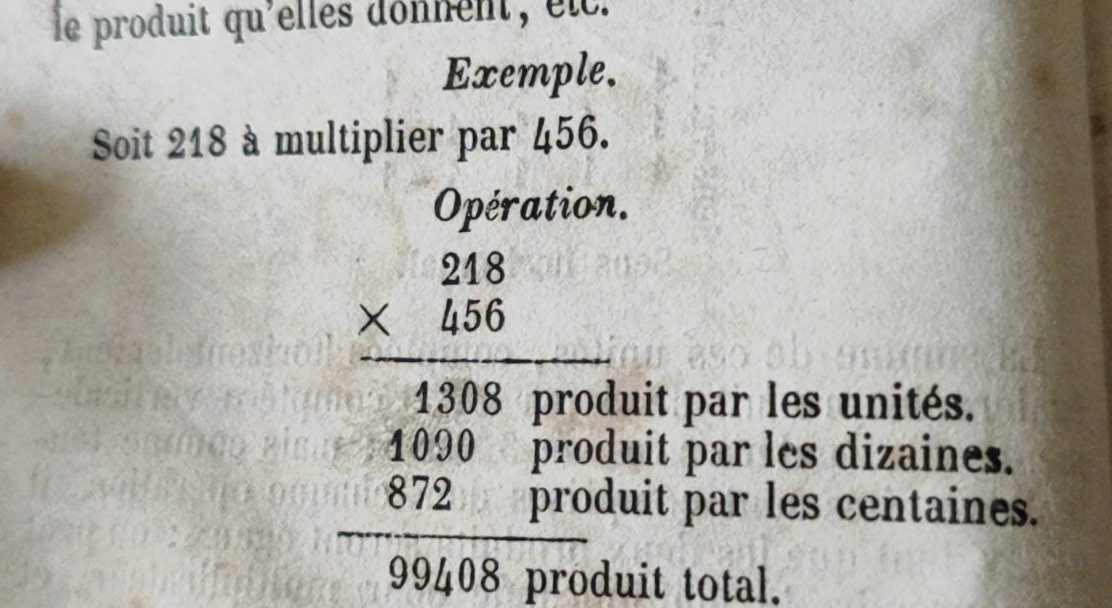 le produit qu'elles donnent, etc.
Exemple.
Soit 218 à multiplier par 456.
Opération.
218
× 456
1308 produit par les unités.
1090 produit par les dizaines.
872 produit par les centaines.
99408 produit total.